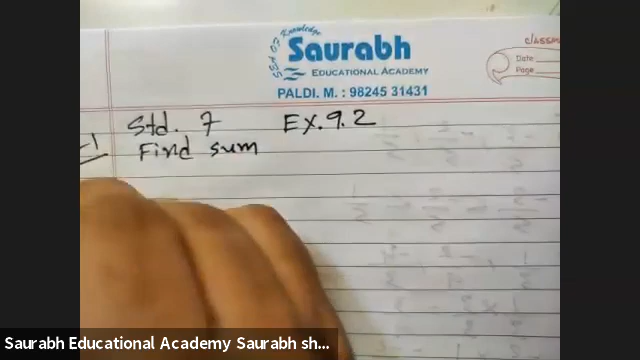 Knowledge
Saurabh
EDUCATIONAL ACADEMY
PALDI. M. : 98245 31431
Date
Page
Std. 7 Ex. 9.2
Find sum
Saurabh Educational Academy Saurabh sh...